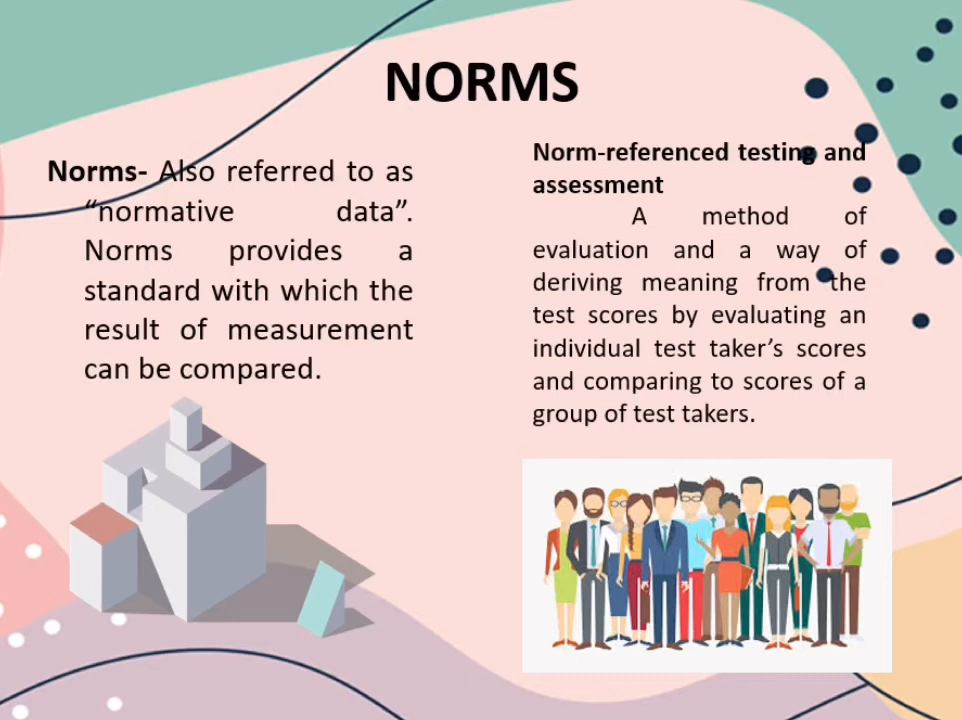 NORMS
Norms- Also referred to as
“normative data”.
Norms provides a
standard with which the
result of measurement
can be compared.
Norm-referenced testing and
assessment
A method of
evaluation and a way of
deriving meaning from the
test scores by evaluating an
individual test taker’s scores
and comparing to scores of a
group of test takers.